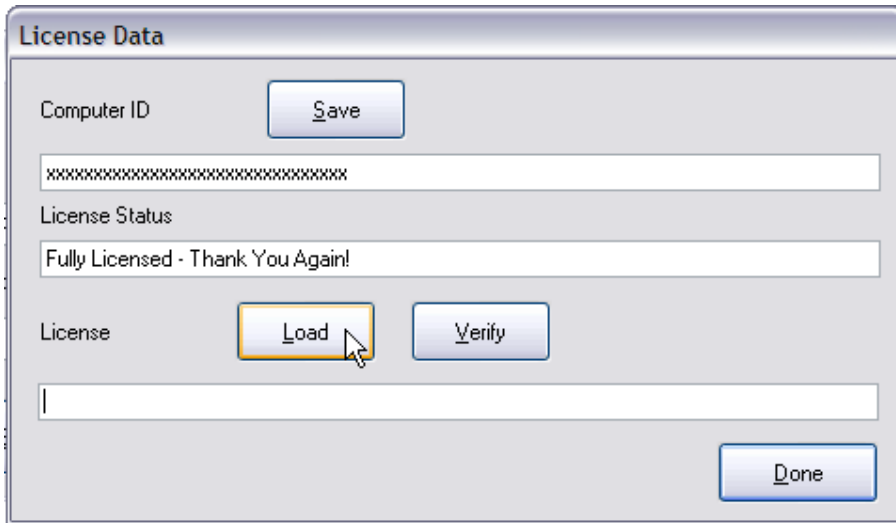 License Data
Computer ID
Save
xxxxxxxxxxxxxxxxxxxxxxxxxxxxxxxx
License Status
Fully Licensed - Thank You Again!
License
Load
Verify
Done